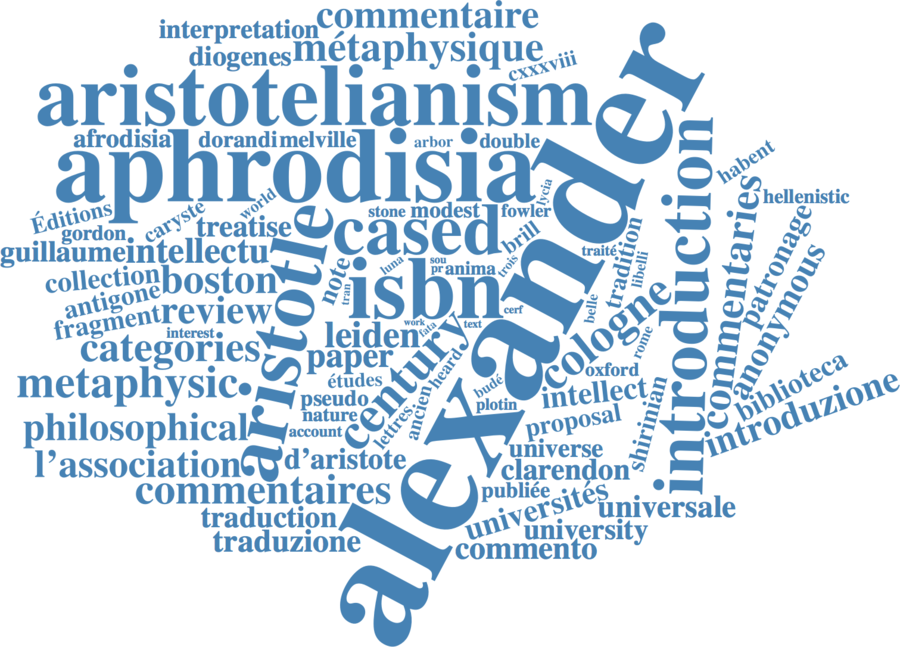 commentaire
interpretation
métaphysique
diogenes
cxxxviii
aristotelianism
alexander
afrodisia
dorandi
melville
arbor
double
aphrodisia
introduction
habent
hellenistic
lycia
world
caryste
Éditions
gordon
treatise
stone
modest
fowler
cased
brill
guillaume
intellectu
aristotle
note
luna
sou
pr
anima
trois
traité
tradition
libelli
commentaries
patronage
anonymous
collection
boston
tran
isbn
cerf
belle
antigone
fragment
review
interest
leiden
work
fata
text
cologne
rome
categories
paper
century
heard
oxford
metaphysic
études
pseudo
nature
account
lettres
ancien
budé
plotin
intellect
proposal
shirinian
biblioteca
introduzione
philosophical
l’association
d’aristote
universe
clarendon
commentaires
publiée
universités
universale
traduction
traduzione
university
commento